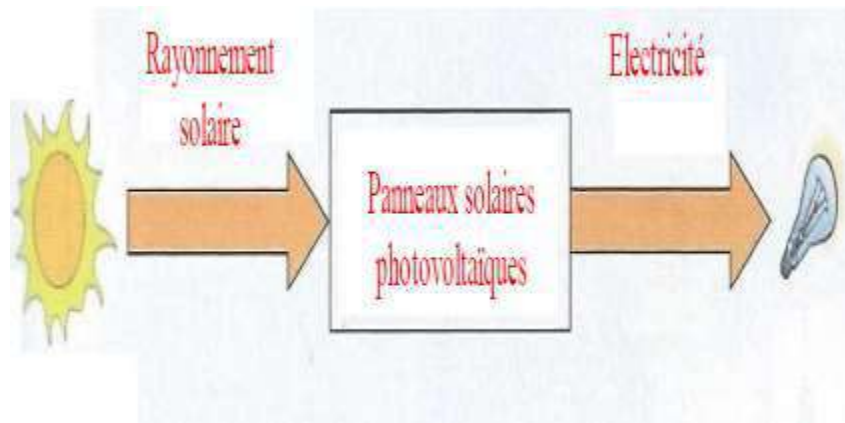 Rayonnement
solaire
Electricité
Panneaux solaires
photovoltaïques